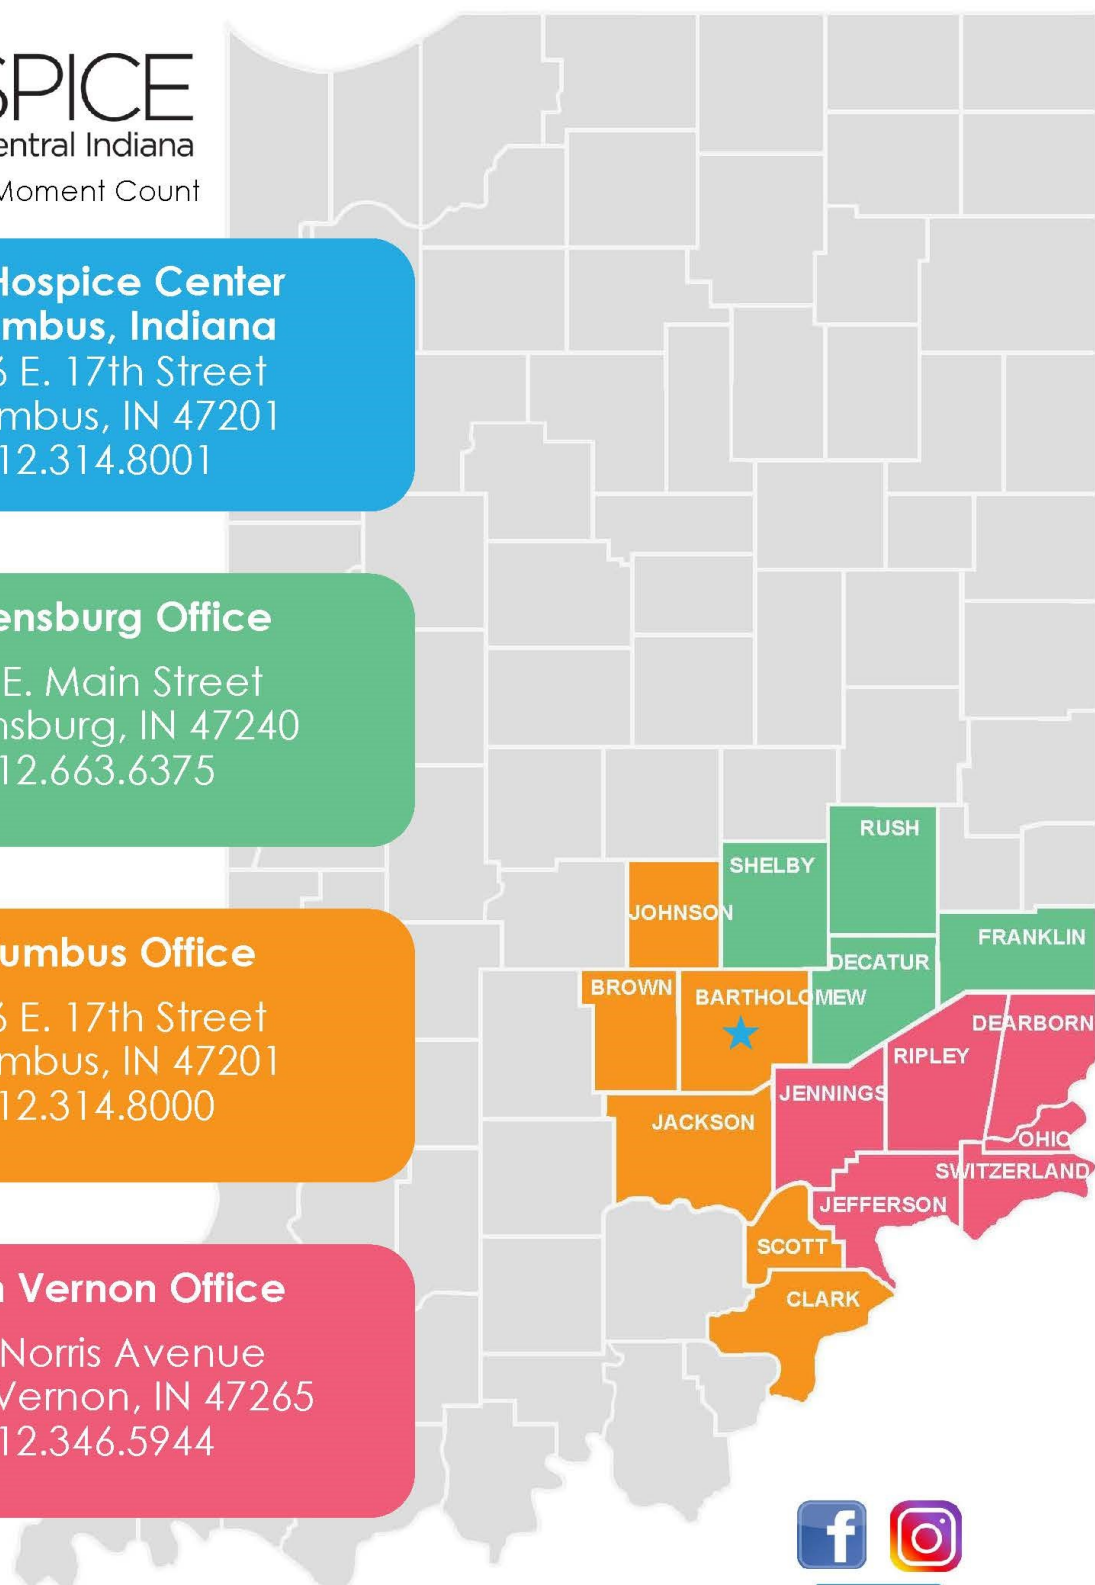 SPICE
entral Indiana
Moment Count
Hospice Center
mbus, Indiana
6 E. 17th Street
mbus, IN 47201
12.314.8001
ensburg Office
E. Main Street
nsburg, IN 47240
12.663.6375
umbus Office
6 E. 17th Street
mbus, IN 47201
12.314.8000
Vernon Office
Norris Avenue
Vernon, IN 47265
12.346.5944
RUSH
SHELBY
JOHNSON
FRANKLIN
DECATUR
BROWN
BARTHOLOMEW
DEARBORN
RIPLEY
JENNINGS
JACKSON
OHIO
SWITZERLAND
JEFFERSON
SCOTT
CLARK